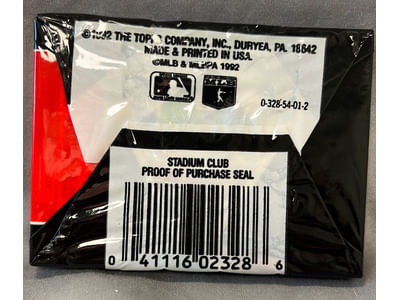 ©1992 THE TOPPS COMPANY, INC., DURYEA, PA. 18642
MADE & PRINTED IN U.S.A.
©MLB & MLBPA 1992
0-328-54-01-2
STADIUM CLUB
PROOF OF PURCHASE SEAL
0 41116 02328 6